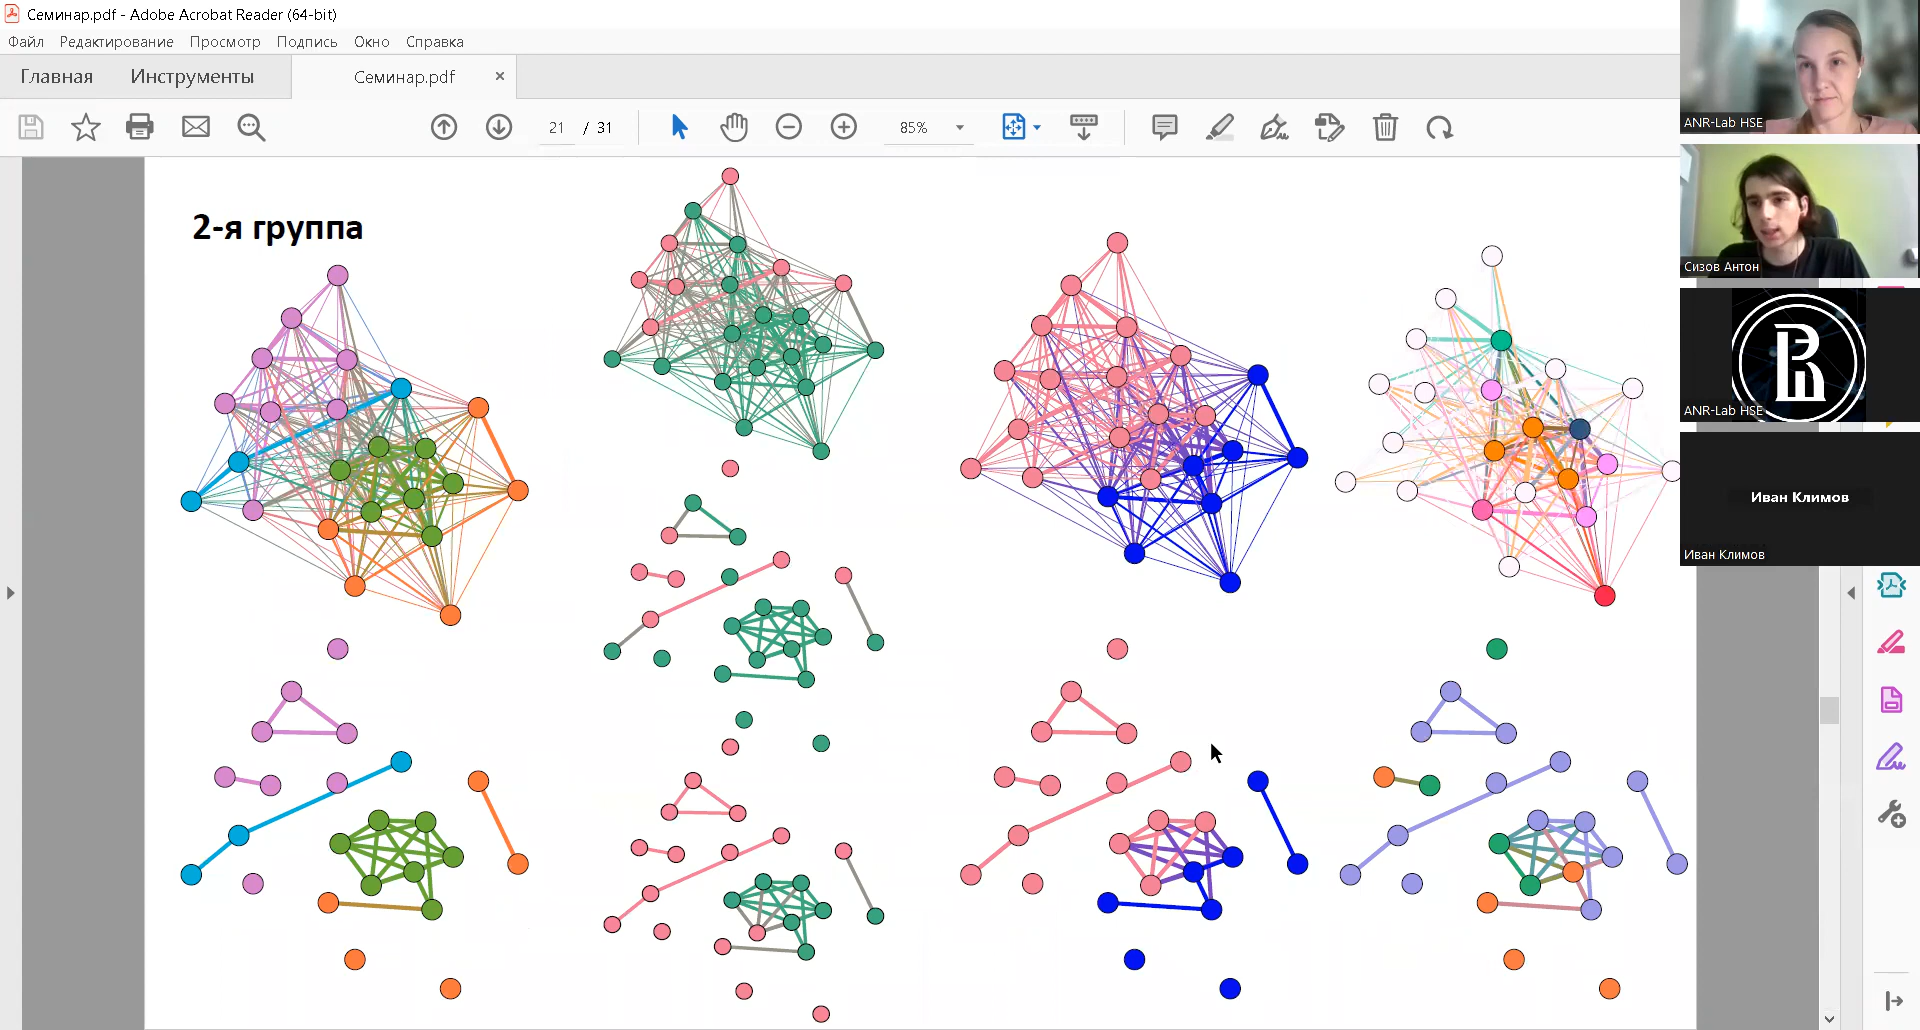 Семинар.pdf - Adobe Acrobat Reader (64-bit)
Файл Редактирование Просмотр Подпись Окно Справка
Главная Инструменты Семинар.pdf ×
21 / 31 85%
2-я группа
ANR-Lab HSE
Сизов Антон
ANR-Lab HSE
Иван Климов
Иван Климов